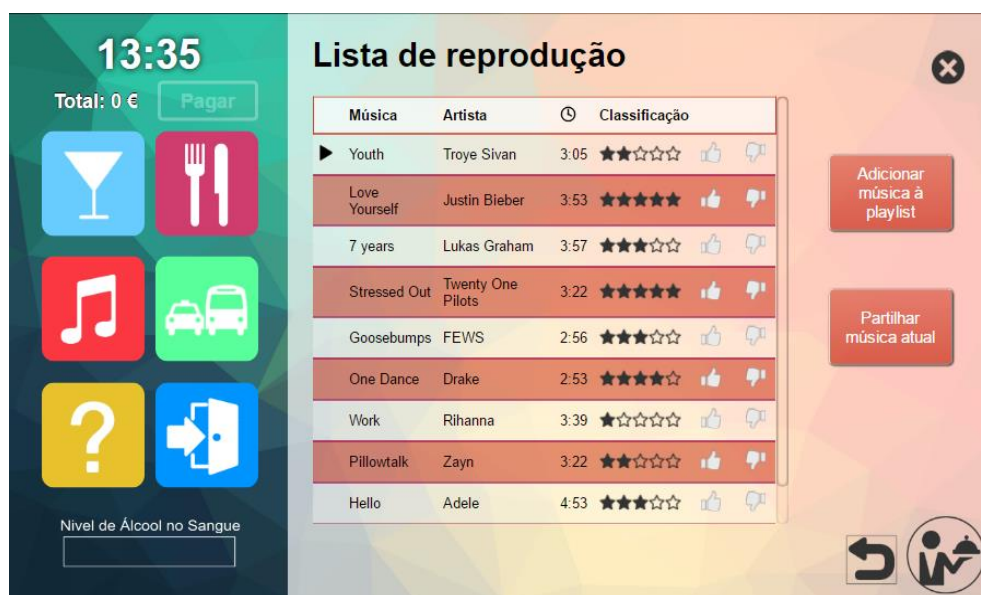 13:35
Total: 0 € Pagar
Nivel de Álcool no Sangue
Lista de reprodução
Música Artista Classificação
Youth Troye Sivan 3:05
Love
Yourself Justin Bieber 3:53
7 years Lukas Graham 3:57
Stressed Out Twenty One
Pilots 3:22
Goosebumps FEWS 2:56
One Dance Drake 2:53
Work Rihanna 3:39
Pillowtalk Zayn 3:22
Hello Adele 4:53
Adicionar
música à
playlist
Partilhar
música atual